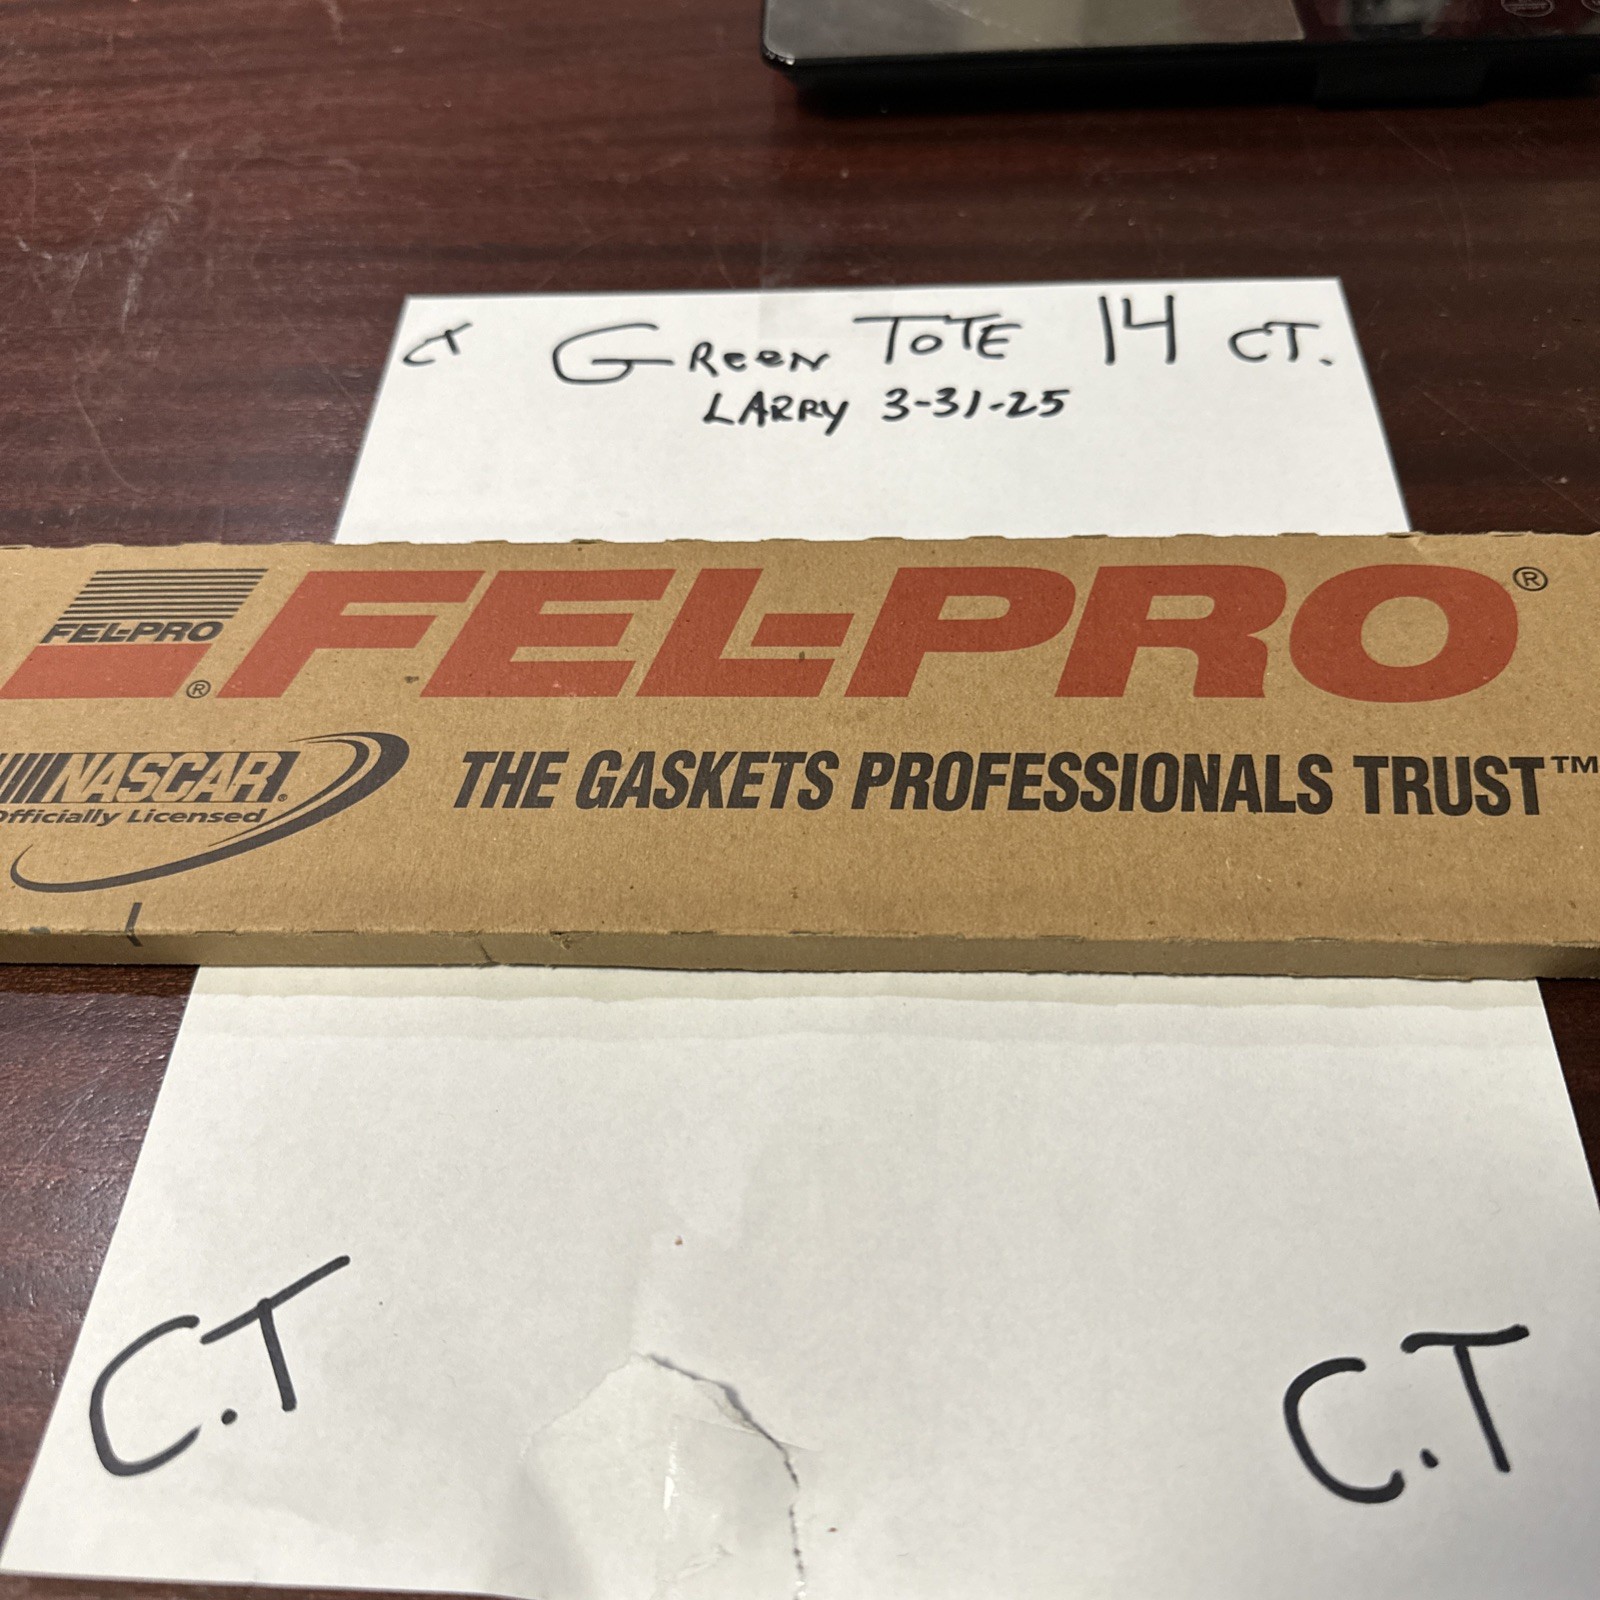 CT GREEN TOTE 14 CT.
LARRY 3-31-25
FEL-PRO ®
FEL-PRO®
NASCAR®
Officially Licensed
THE GASKETS PROFESSIONALS TRUST™
C.T
C.T